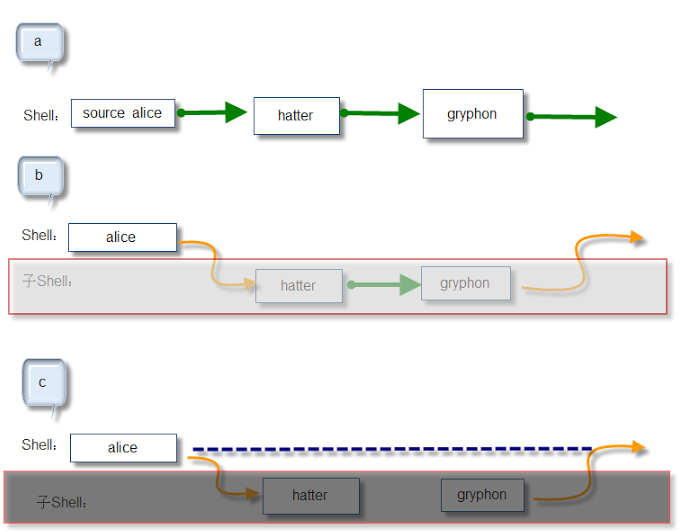 a
Shell: source alice hatter gryphon
b
Shell: alice
子Shell: hatter gryphon
c
Shell: alice
子Shell: hatter gryphon